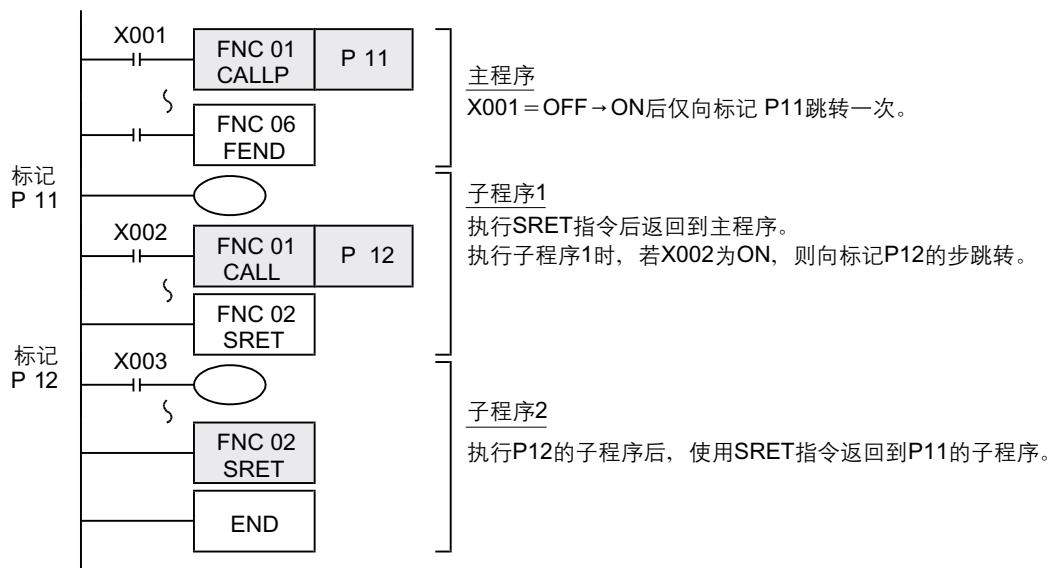 X001
FNC 01
CALLP
P 11
主程序
X001＝OFF→ON后仅向标记 P11跳转一次。
FNC 06
FEND
标记
P 11
子程序1
执行SRET指令后返回到主程序。
执行子程序1时，若X002为ON，则向标记P12的步跳转。
X002
FNC 01
CALL
P 12
FNC 02
SRET
标记
P 12
X003
子程序2
执行P12的子程序后，使用SRET指令返回到P11的子程序。
FNC 02
SRET
END